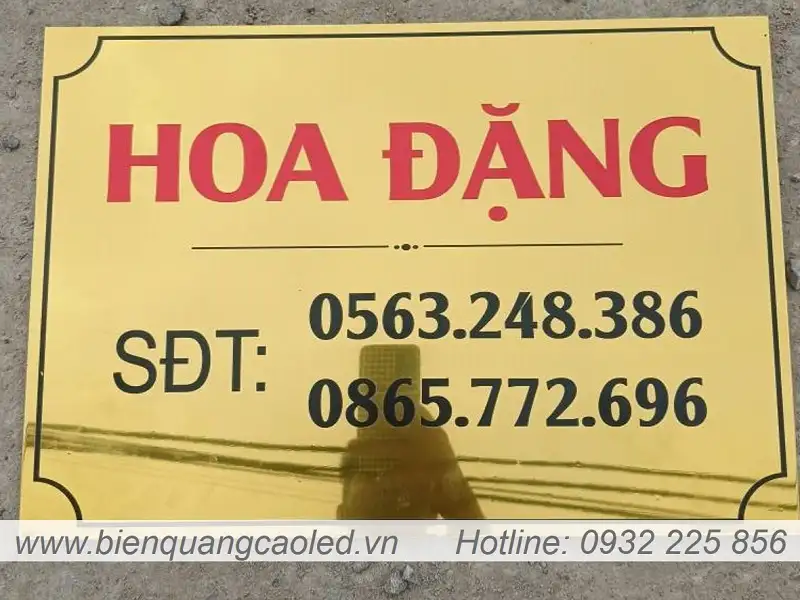 HOA ĐẶNG
SĐT:
0563.248.386
0865.772.696
www.bienquangcaoled.vn Hotline: 0932 225 856